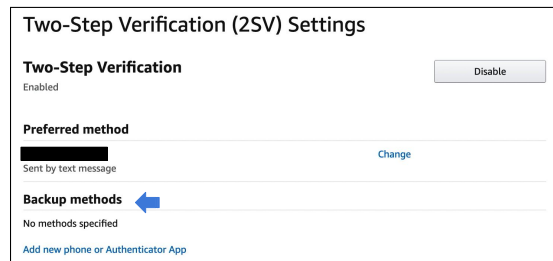 Two-Step Verification (2SV) Settings
Two-Step Verification
Disable
Enabled
Preferred method
Change
Sent by text message
Backup methods
No methods specified
Add new phone or Authenticator App